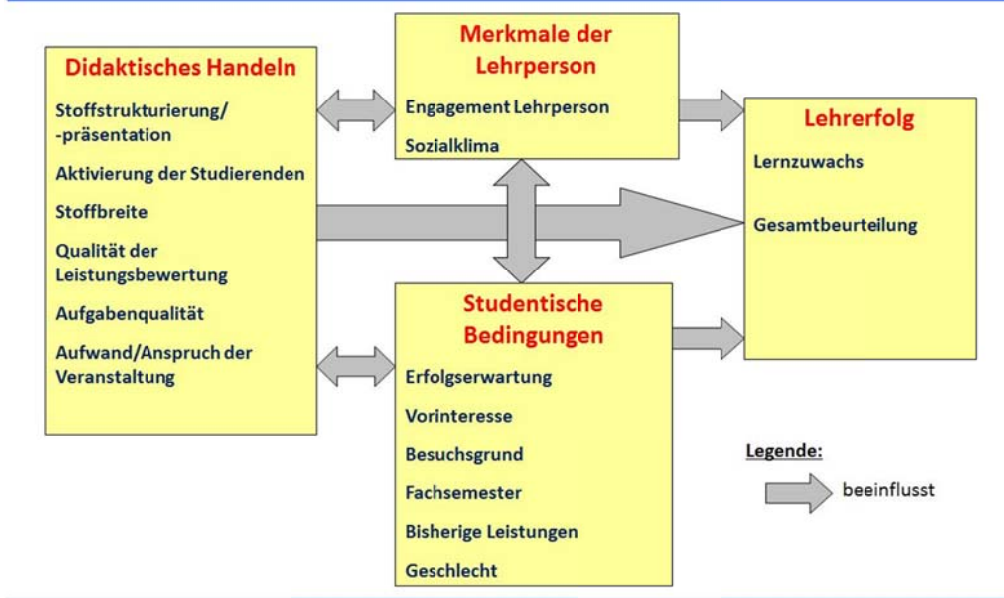 Didaktisches Handeln
Stoffstrukturierung/
-präsentation
Aktivierung der Studierenden
Stoffbreite
Qualität der
Leistungsbewertung
Aufgabenqualität
Aufwand/Anspruch der
Veranstaltung
Merkmale der
Lehrperson
Engagement Lehrperson
Sozialklima
Studentische
Bedingungen
Erfolgserwartung
Vorinteresse
Besuchsgrund
Fachsemester
Bisherige Leistungen
Geschlecht
Lehrerfolg
Lernzuwachs
Gesamtbeurteilung
Legende:
beeinflusst